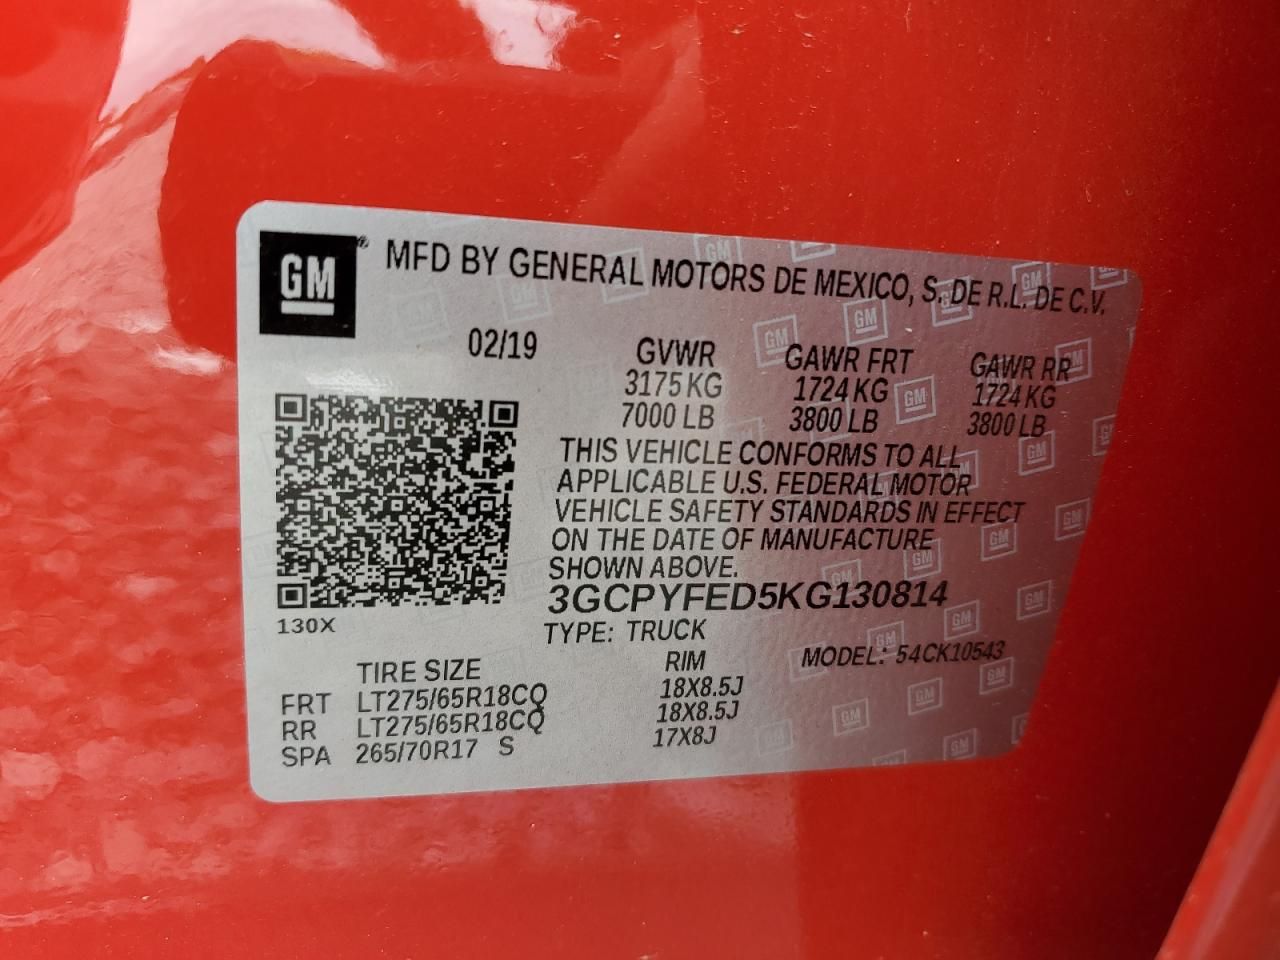 GM ® MFD BY GENERAL MOTORS DE MEXICO, S. DE R.L. DE C.V.
02/19 GVWR GAWR FRT GAWR RR
3175 KG 1724 KG 1724 KG
7000 LB 3800 LB 3800 LB
THIS VEHICLE CONFORMS TO ALL
APPLICABLE U.S. FEDERAL MOTOR
VEHICLE SAFETY STANDARDS IN EFFECT
ON THE DATE OF MANUFACTURE
SHOWN ABOVE.
3GCPYFED5KG130814
130X
TYPE: TRUCK
TIRE SIZE RIM MODEL: 54CK10543
FRT LT275/65R18CQ 18X8.5J
RR LT275/65R18CQ 18X8.5J
SPA 265/70R17 S 17X8J